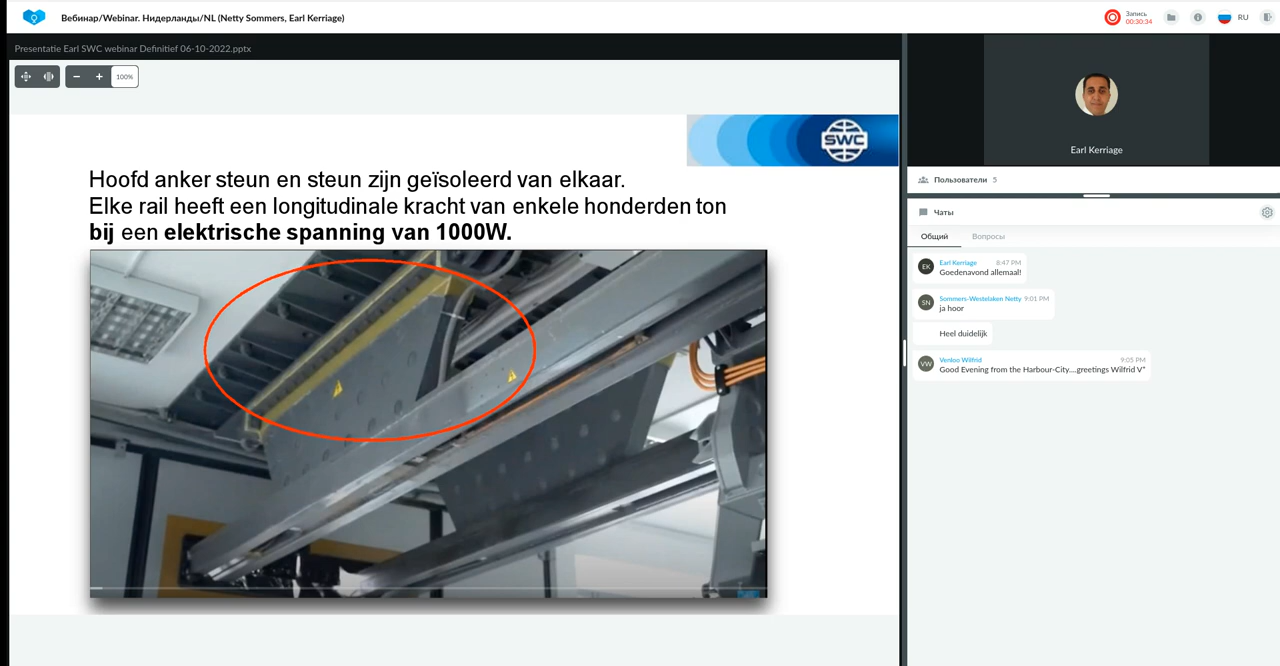 Вебинар/Webinar. Нидерланды/NL (Netty Sommers, Earl Kerriage)
Запись
00:30:34
RU
Presentatie Earl SWC webinar Definitief 06-10-2022.pptx
100%
SWC
Hoofd anker steun en steun zijn geïsoleerd van elkaar.
Elke rail heeft een longitudinale kracht van enkele honderden ton
bij een elektrische spanning van 1000W.
Earl Kerriage
Пользователи 5
Чаты
Общий Вопросы
EK
Earl Kerriage 8:47 PM
Goedenavond allemaal!
SN
Sommers-Westelaken Netty 9:01 PM
ja hoor
Heel duidelijk
VW
Venloo Wilfrid 9:05 PM
Good Evening from the Harbour-City....greetings Wilfrid V"